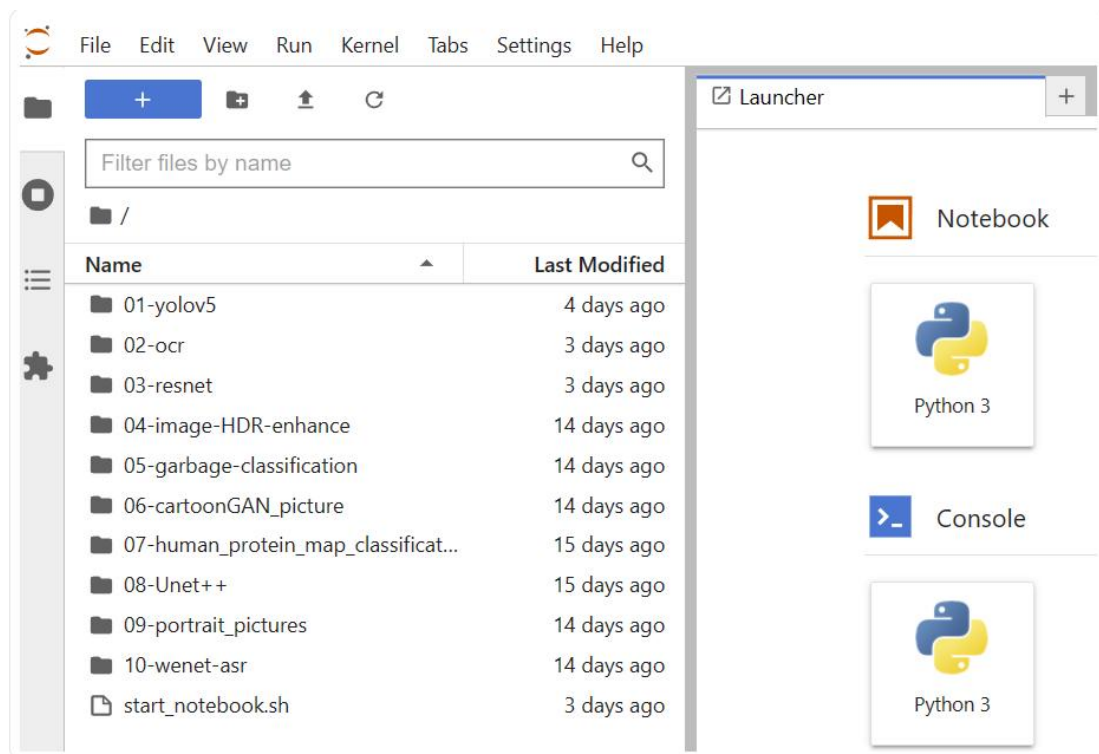 File Edit View Run Kernel Tabs Settings Help
+
Filter files by name
/
Name Last Modified
01-yolov5 4 days ago
02-ocr 3 days ago
03-resnet 3 days ago
04-image-HDR-enhance 14 days ago
05-garbage-classification 14 days ago
06-cartoonGAN_picture 14 days ago
07-human_protein_map_classificat... 15 days ago
08-Unet++ 15 days ago
09-portrait_pictures 14 days ago
10-wenet-asr 14 days ago
start_notebook.sh 3 days ago
Launcher +
Notebook
Python 3
>_ Console
Python 3